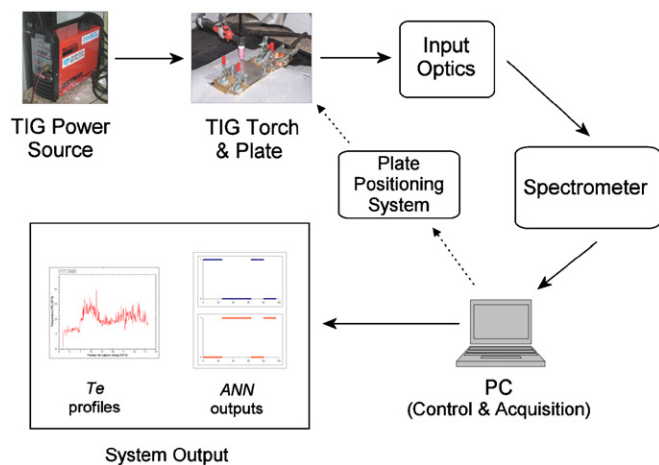 TIG Power
Source
TIG Torch
& Plate
Input
Optics
Plate
Positioning
System
Spectrometer
PC
(Control & Acquisition)
Te
profiles
ANN
outputs
System Output